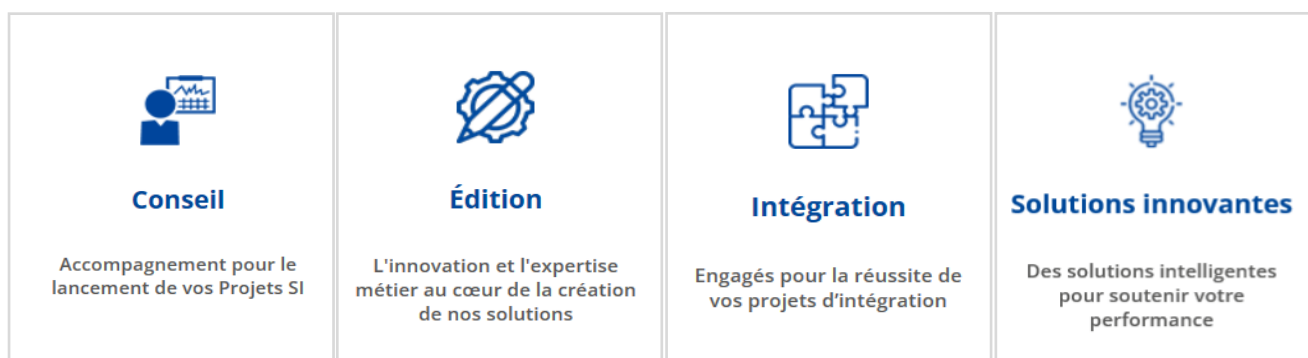 Conseil
Accompagnement pour le
lancement de vos Projets SI
Édition
L'innovation et l'expertise
métier au cœur de la création
de nos solutions
Intégration
Engagés pour la réussite de
vos projets d’intégration
Solutions innovantes
Des solutions intelligentes
pour soutenir votre
performance